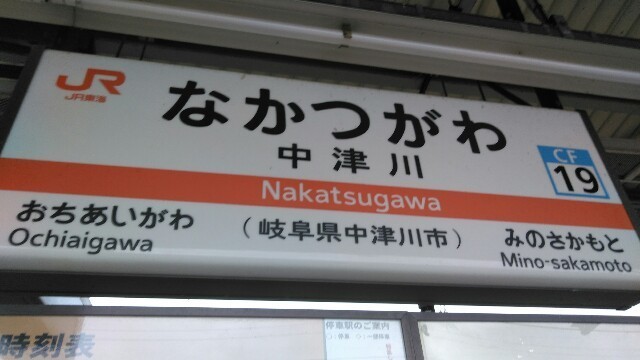 JR
JR東海
なかつがわ
中津川
CF
19
Nakatsugawa
おちあいがわ
Ochiaigawa
(岐阜県中津川市)
みのさかもと
Mino-sakamoto
時刻表
停車駅のご案内